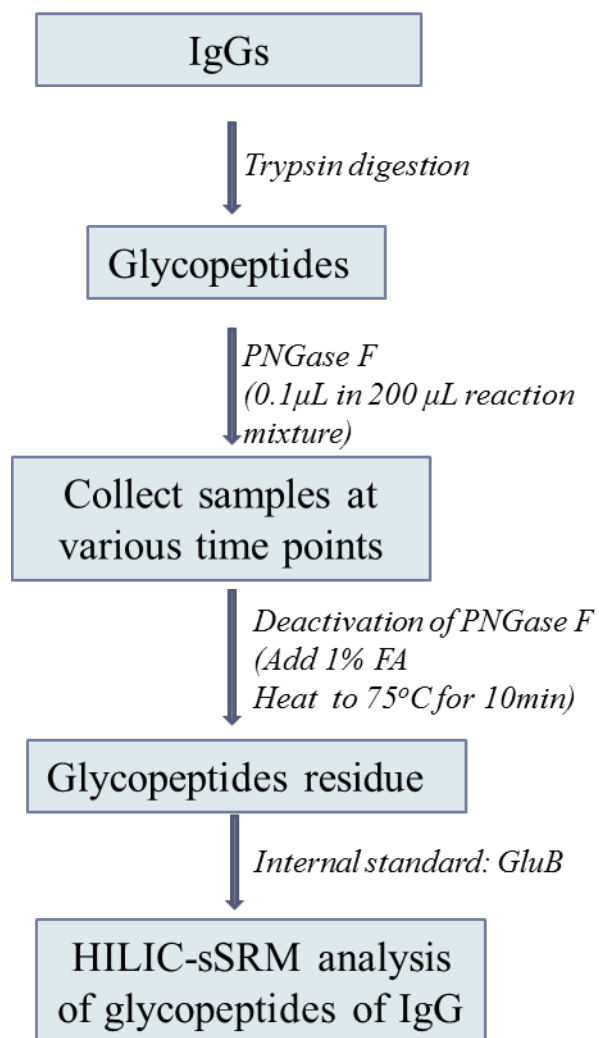 IgGs
Trypsin digestion
Glycopeptides
PNGase F
(0.1µL in 200 µL reaction
mixture)
Collect samples at
various time points
Deactivation of PNGase F
(Add 1% FA
Heat to 75°C for 10min)
Glycopeptides residue
Internal standard: GluB
HILIC-sSRM analysis
of glycopeptides of IgG